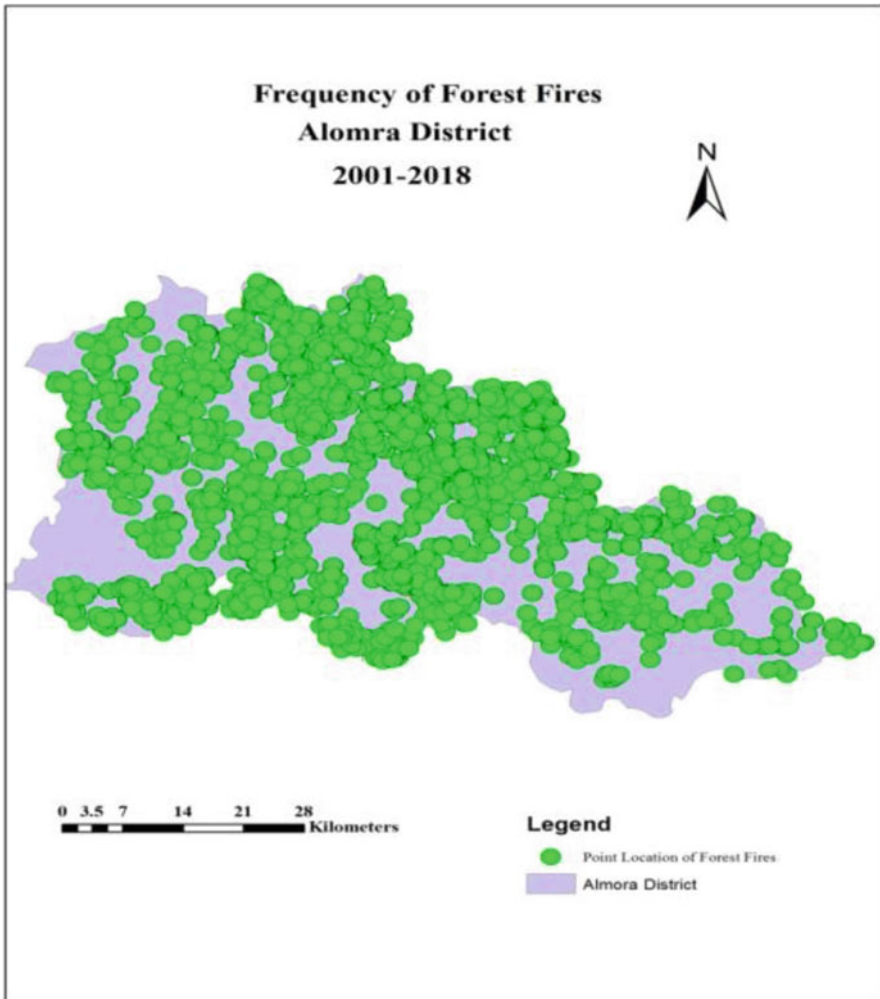 Frequency of Forest Fires
Alomra District
2001-2018
N
0 3.5 7 14 21 28
Kilometers
Legend
Point Location of Forest Fires
Almora District